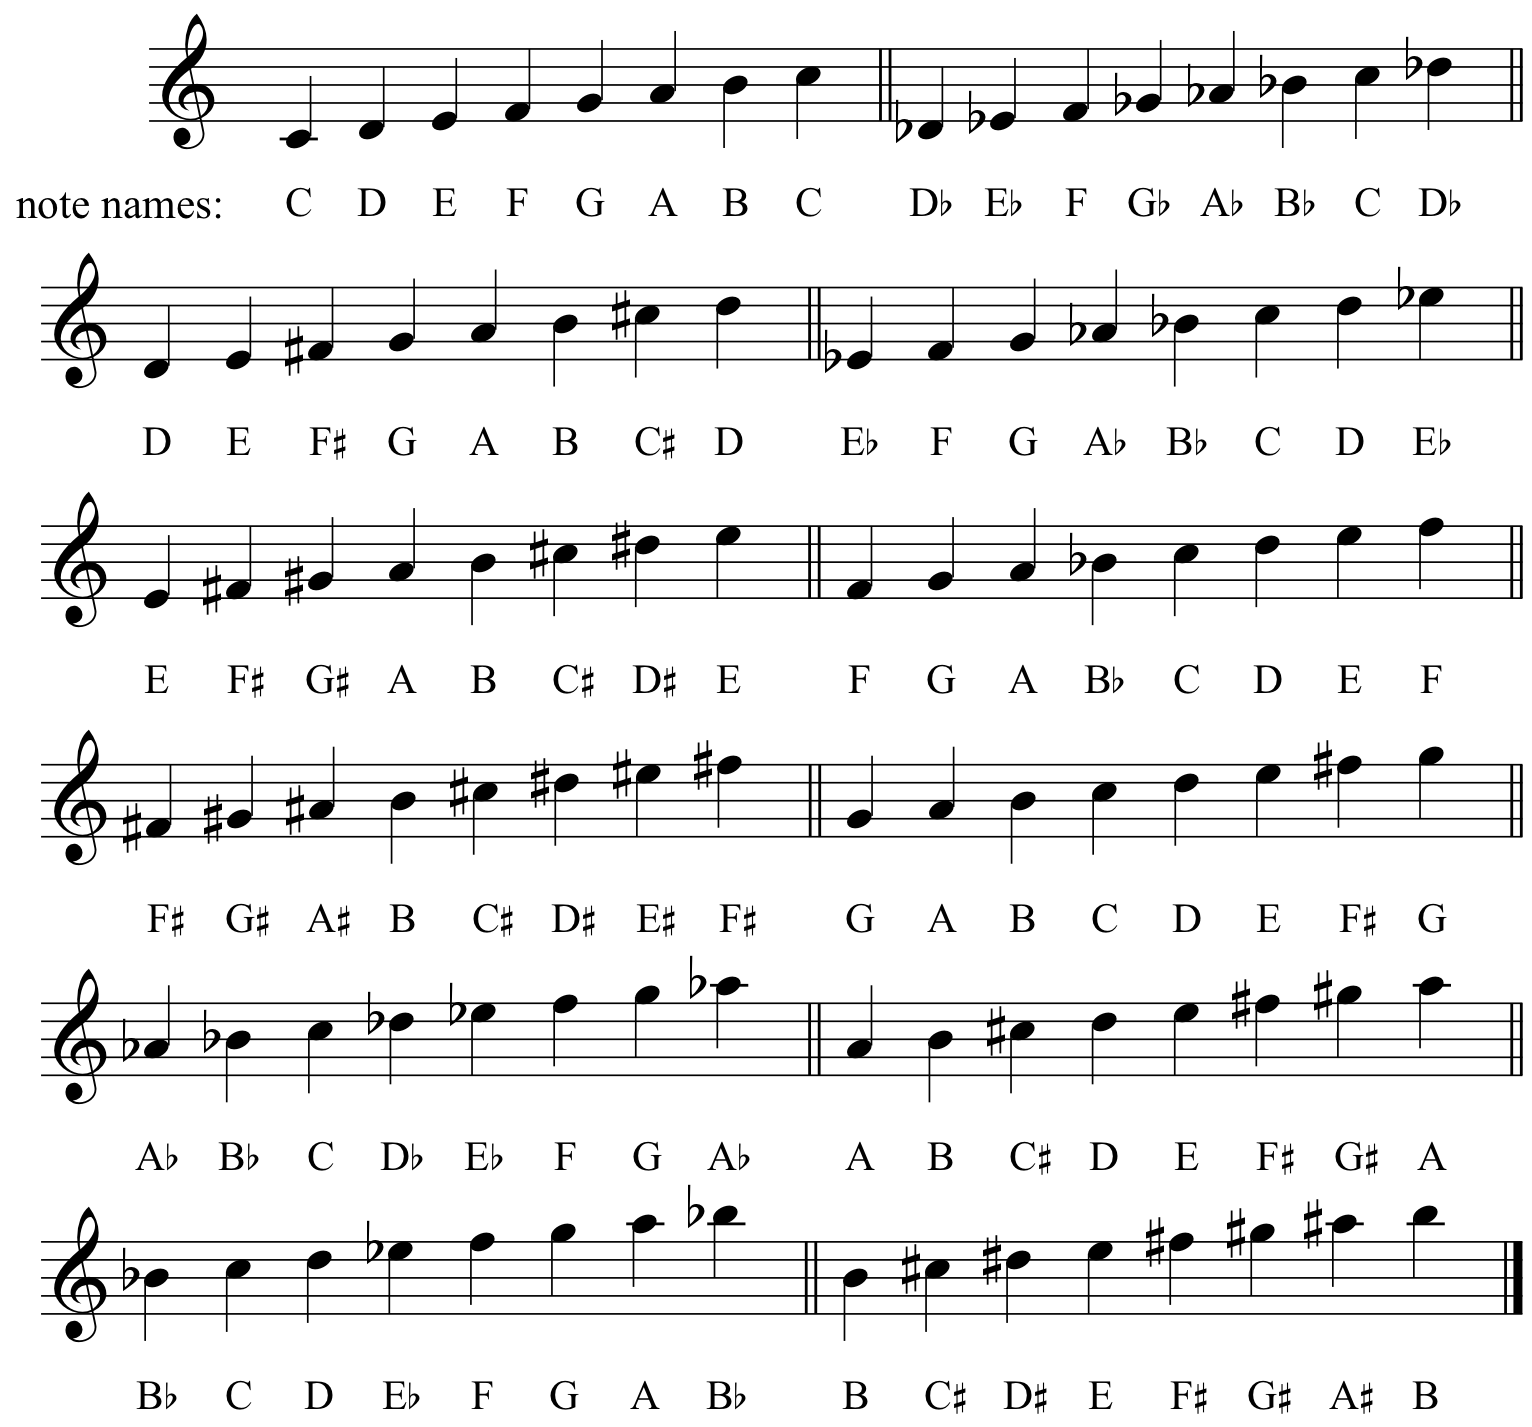 note names: C D E F G A B C D♭ E♭ F G♭ A♭ B♭ C D♭
D E F♯ G A B C♯ D E♭ F G A♭ B♭ C D E♭
E F♯ G♯ A B C♯ D♯ E F G A B♭ C D E F
F♯ G♯ A♯ B C♯ D♯ E♯ F♯ G A B C D E F♯ G
A♭ B♭ C D♭ E♭ F G A♭ A B C♯ D E F♯ G♯ A
B♭ C D E♭ F G A B♭ B C♯ D♯ E F♯ G♯ A♯ B